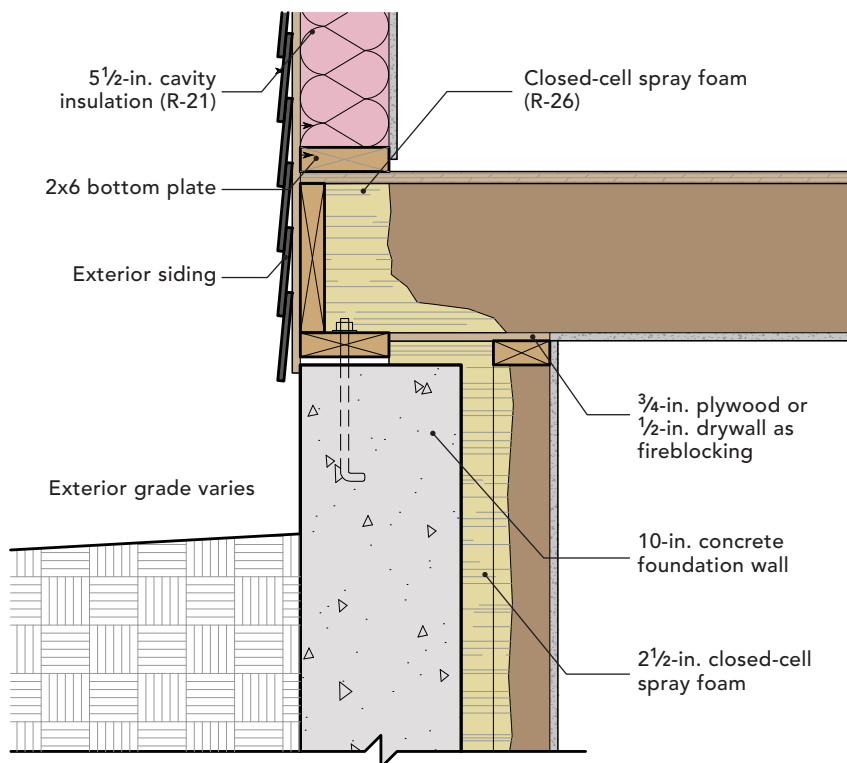 5½-in. cavity
insulation (R-21)
Closed-cell spray foam
(R-26)
2x6 bottom plate
Exterior siding
¾-in. plywood or
½-in. drywall as
fireblocking
Exterior grade varies
10-in. concrete
foundation wall
2½-in. closed-cell
spray foam